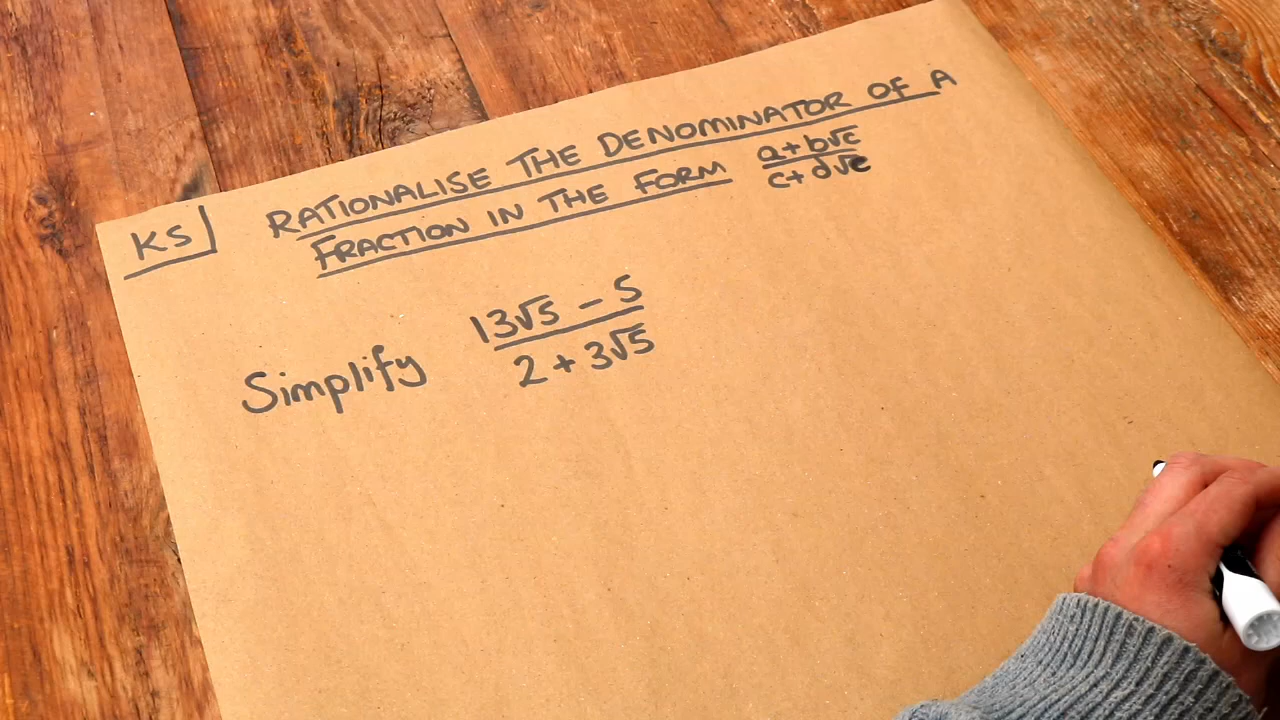 KS
RATIONALISE THE DENOMINATOR OF A
FRACTION IN THE FORM a+b√c / c+d√e
Simplify 13√5 - 5 / 2 + 3√5